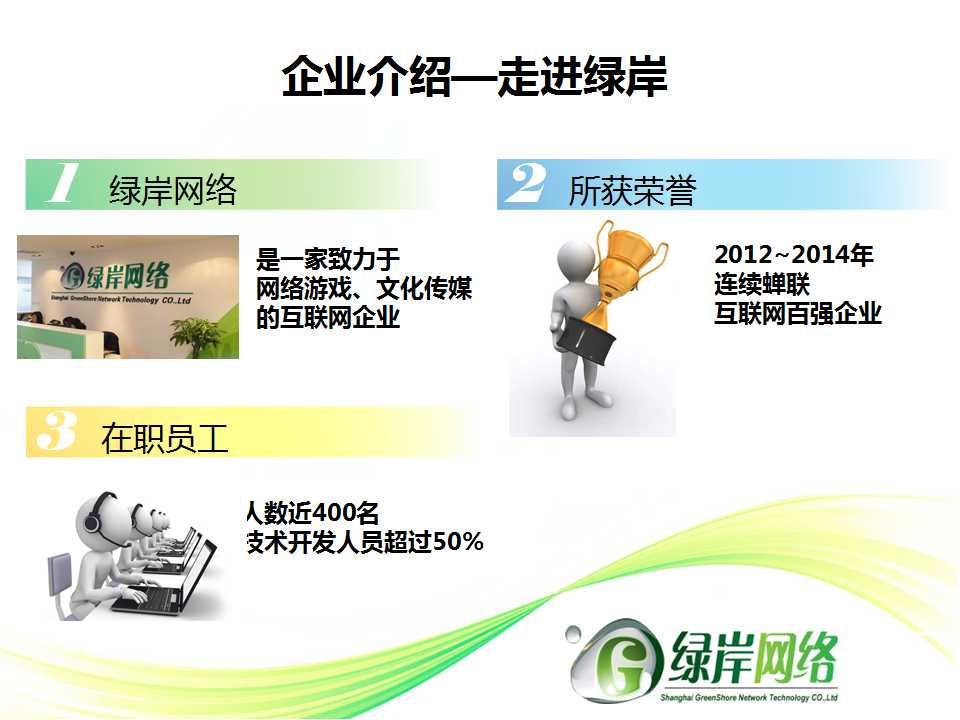 企业介绍—走进绿岸
1 绿岸网络
绿岸网络
Shanghai GreenShore Network Technology CO.,Ltd
是一家致力于
网络游戏、文化传媒
的互联网企业
2 所获荣誉
2012~2014年
连续蝉联
互联网百强企业
3 在职员工
人数近400名
技术开发人员超过50%
G 绿岸网络
Shanghai GreenShore Network Technology CO.,Ltd